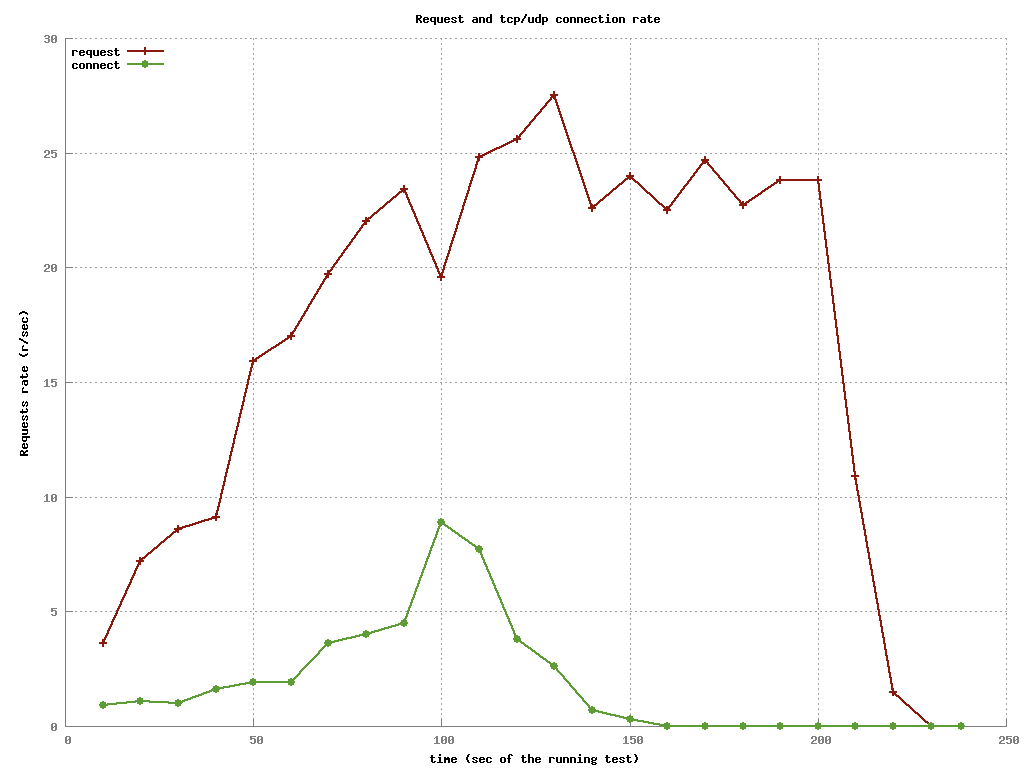 Request and tcp/udp connection rate
request
connect
30
25
20
15
10
5
0
Requests rate (r/sec)
0 50 100 150 200 250
time (sec of the running test)